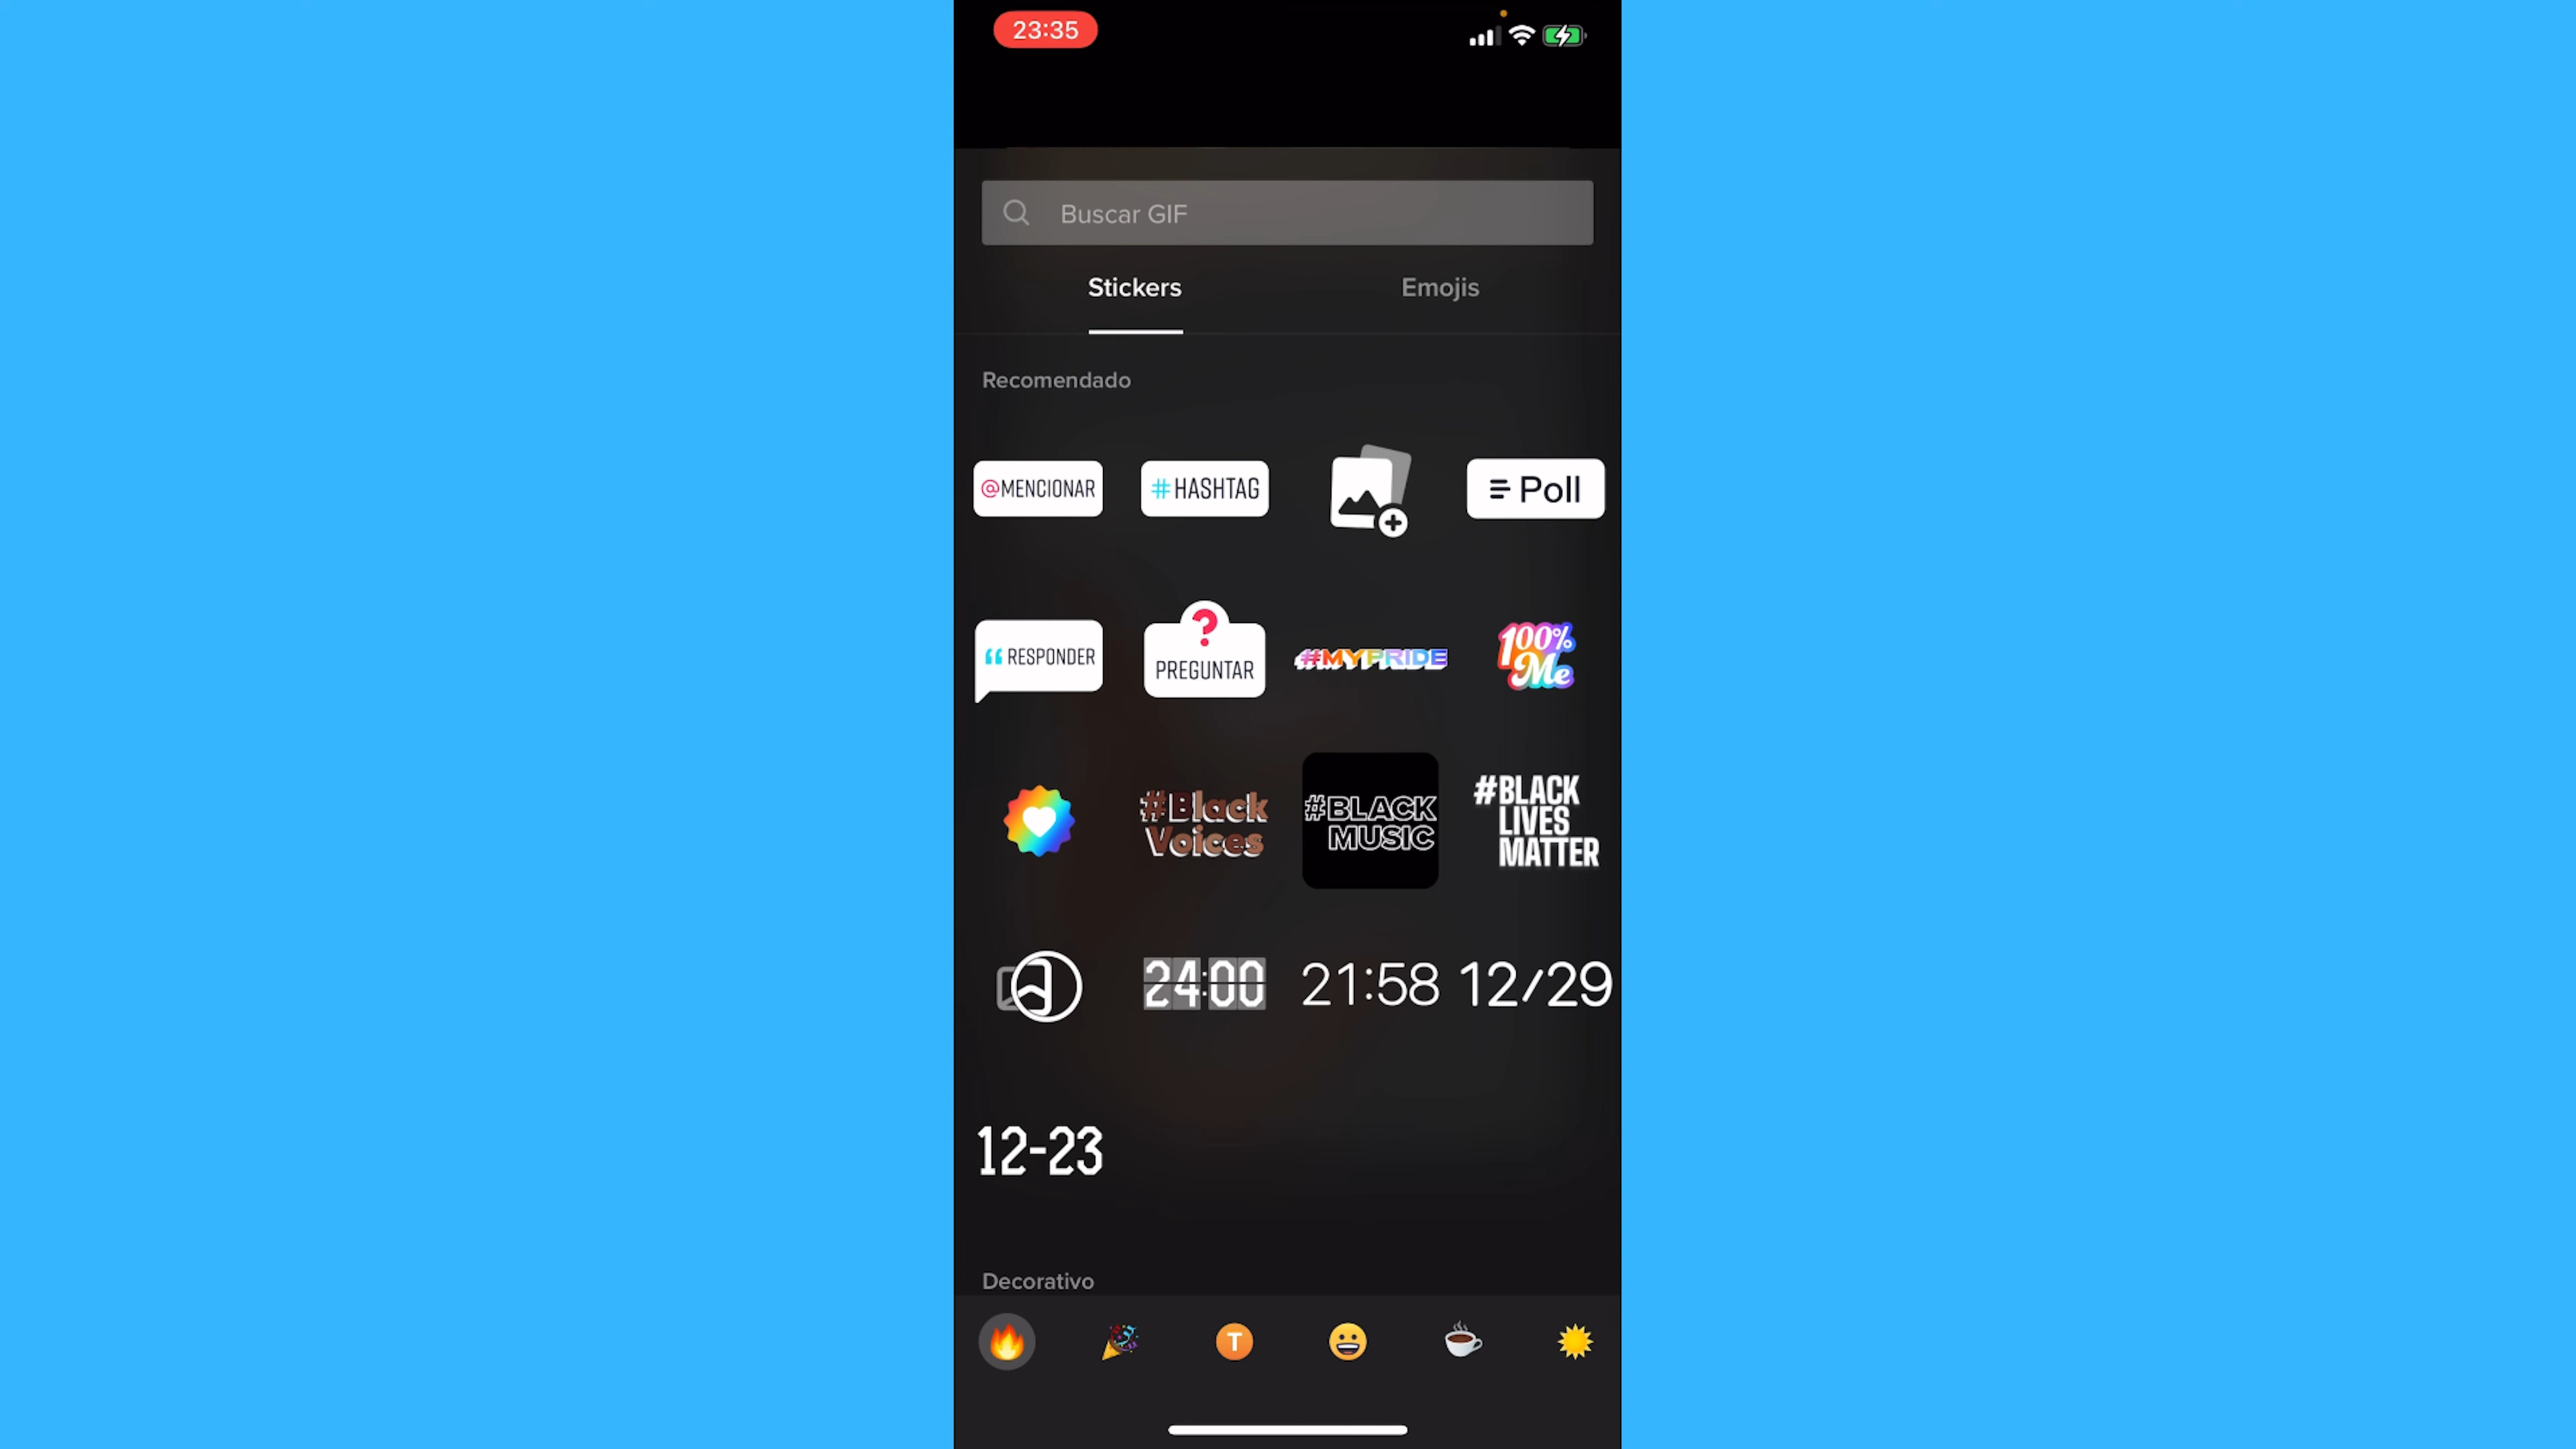 23:35
Buscar GIF
Stickers Emojis
Recomendado
@MENCIONAR #HASHTAG Poll
RESPONDER
?
PREGUNTAR
#MYPRIDE
100%
Me
#Black
Voices
#BLACK
MUSIC
#BLACK
LIVES
MATTER
24:00 21:58 12/29
12-23
Decorativo
T